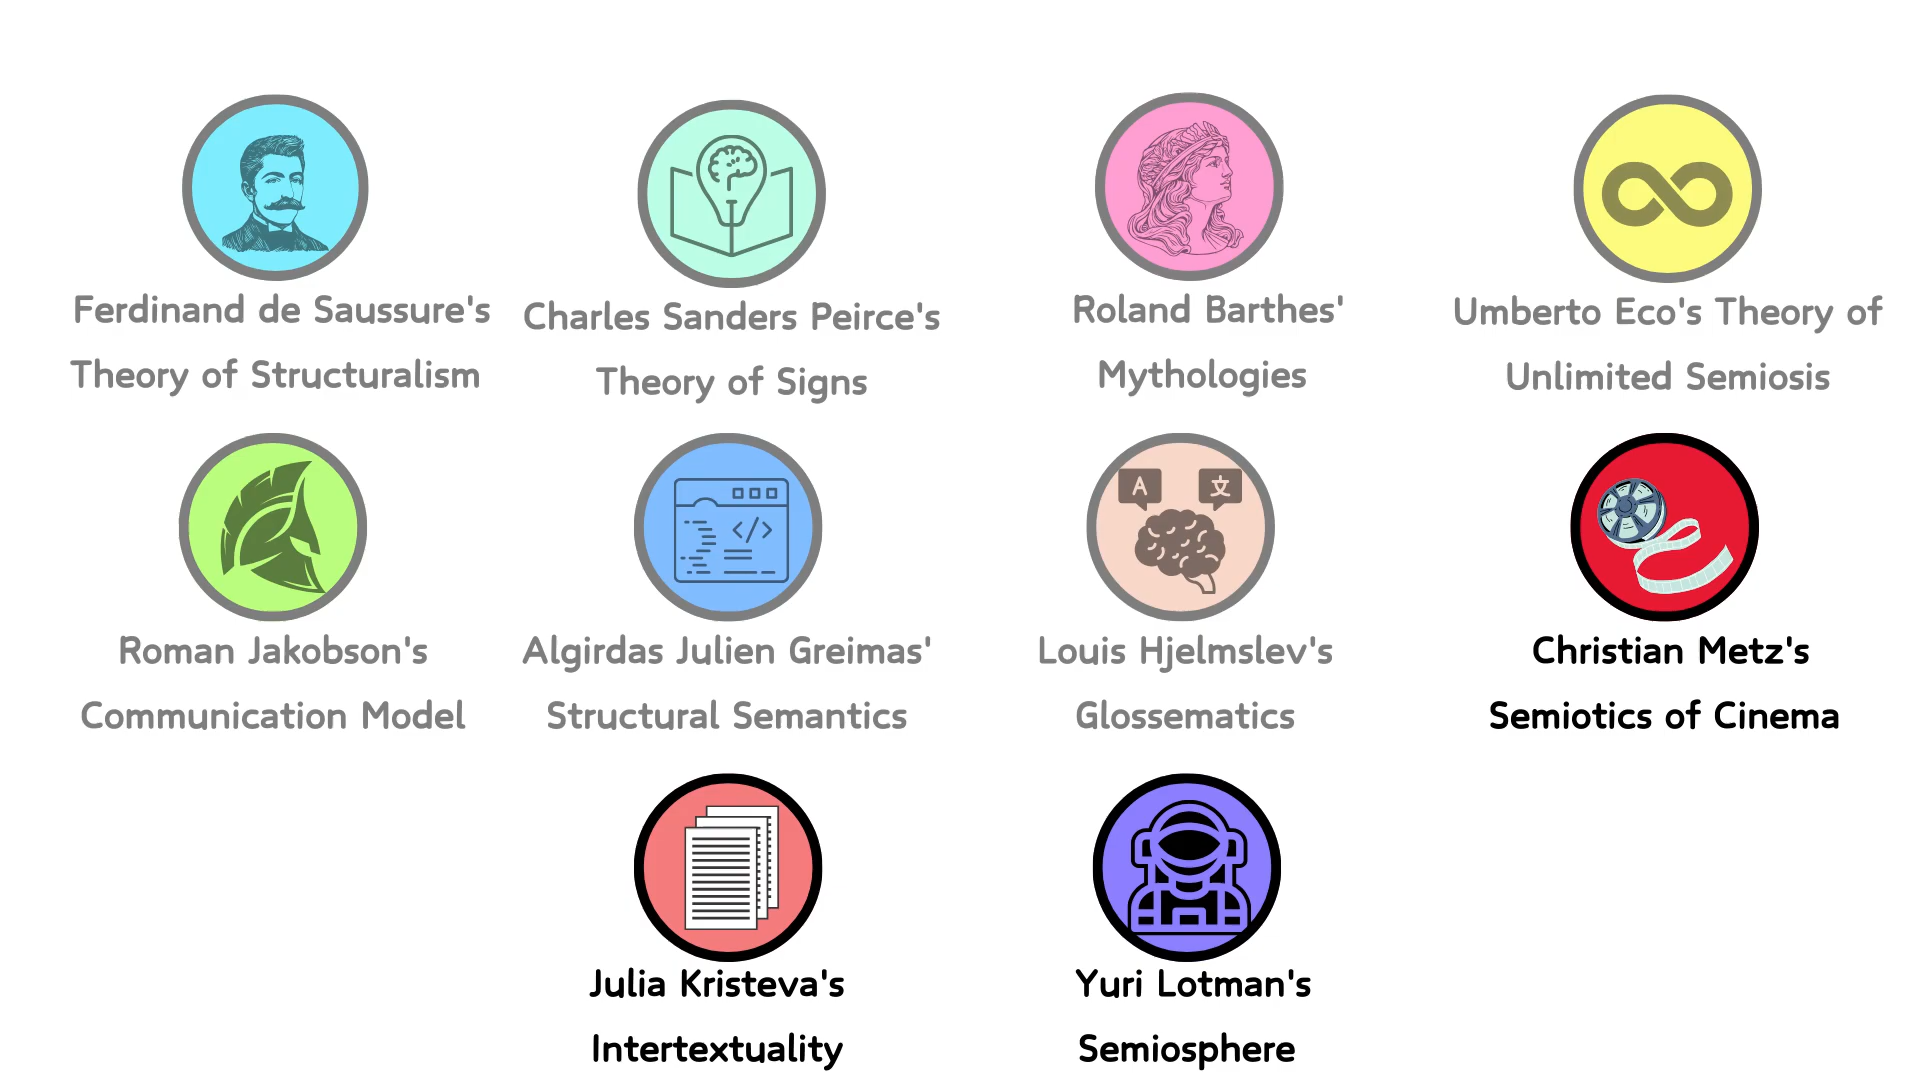 Ferdinand de Saussure's
Theory of Structuralism
Charles Sanders Peirce's
Theory of Signs
Roland Barthes'
Mythologies
Umberto Eco's Theory of
Unlimited Semiosis
A
文
Roman Jakobson's
Communication Model
Algirdas Julien Greimas'
Structural Semantics
Louis Hjelmslev's
Glossematics
Christian Metz's
Semiotics of Cinema
Julia Kristeva's
Intertextuality
Yuri Lotman's
Semiosphere